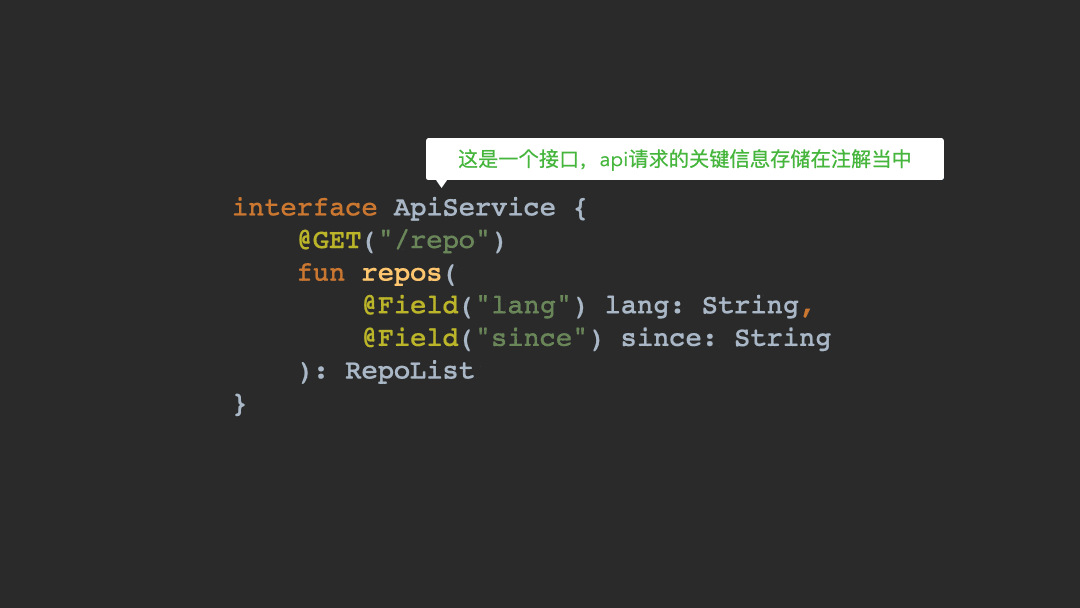 这是一个接口，api请求的关键信息存储在注解当中
interface ApiService {
    @GET("/repo")
    fun repos(
        @Field("lang") lang: String,
        @Field("since") since: String
    ): RepoList
}